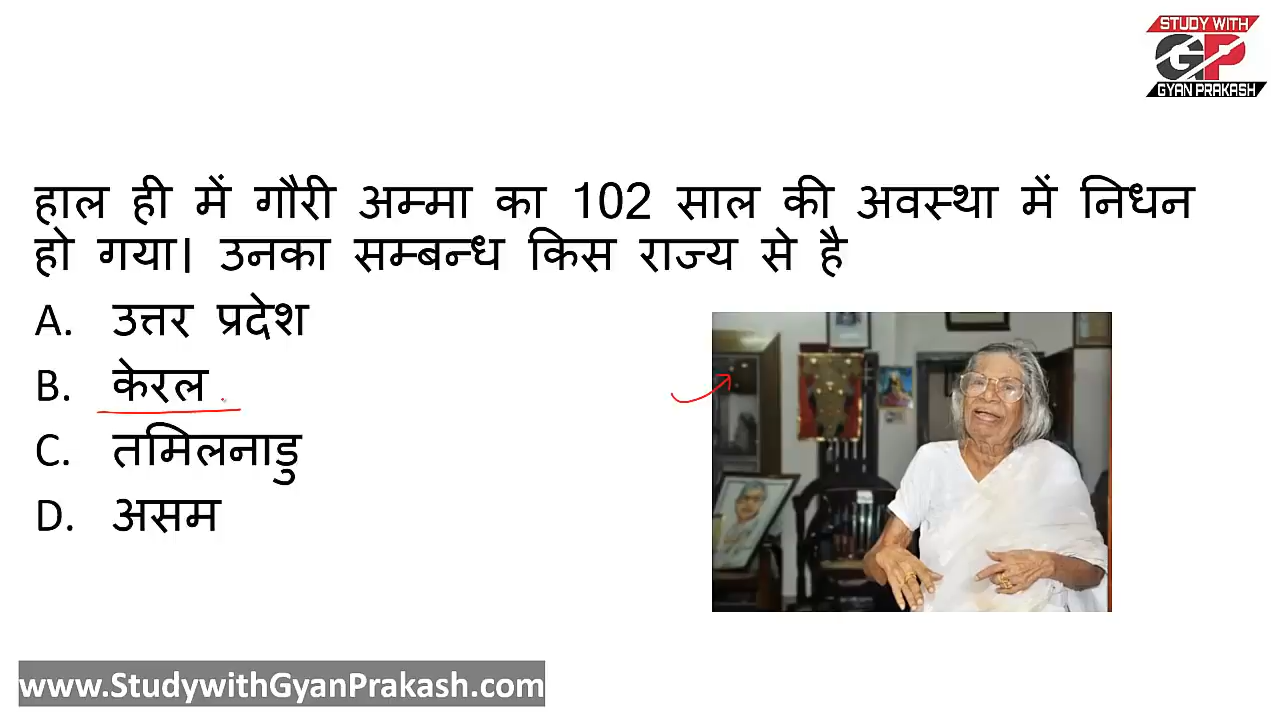 STUDY WITH
GP
GYAN PRAKASH
हाल ही में गौरी अम्मा का 102 साल की अवस्था में निधन
हो गया। उनका सम्बन्ध किस राज्य से है
A. उत्तर प्रदेश
B. केरल
C. तमिलनाडु
D. असम
www.StudywithGyanPrakash.com